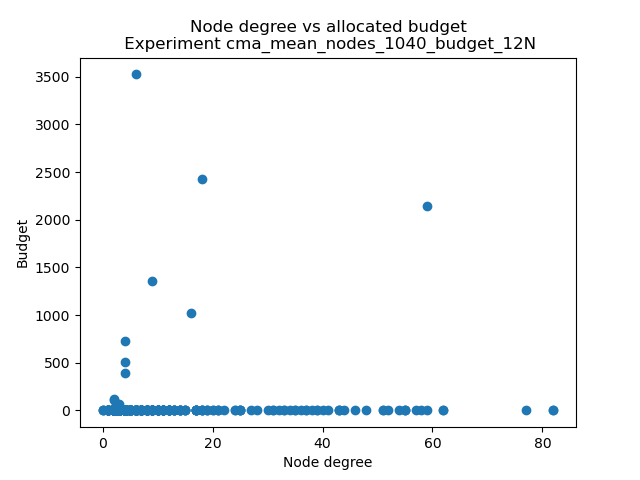 Node degree vs allocated budget
Experiment cma_mean_nodes_1040_budget_12N
3500
3000
2500
2000
1500
1000
500
0
Budget
0 20 40 60 80
Node degree